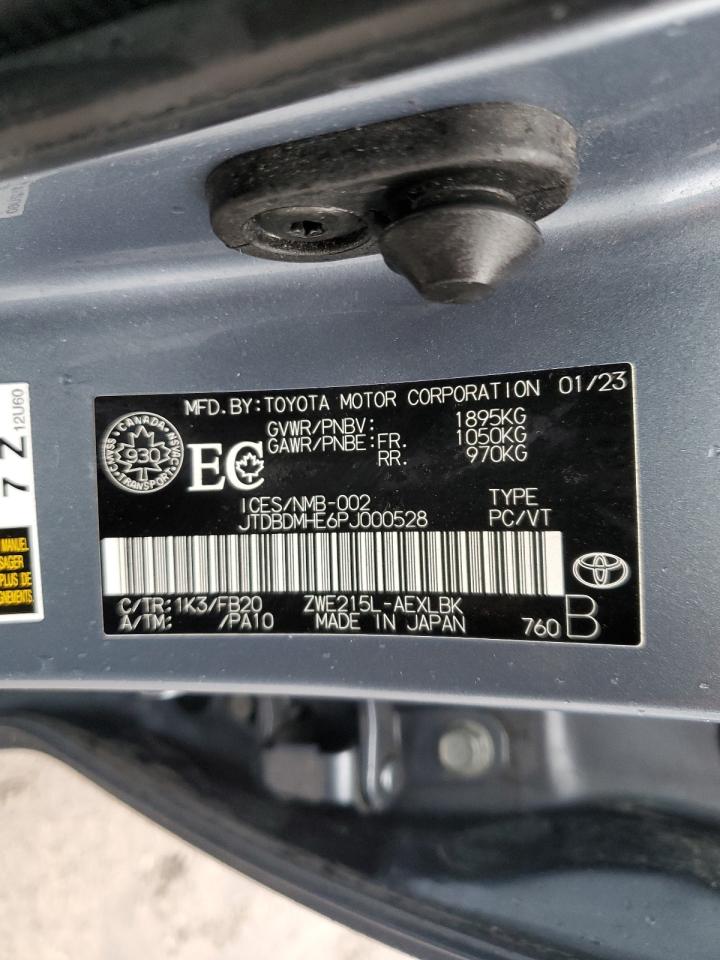 MFD.BY:TOYOTA MOTOR CORPORATION 01/23
GVWR/PNBV: 1895KG
GAWR/PNBE:FR. 1050KG
RR. 970KG
CANADA
930
TRANSPORT
EC
ICES/NMB-002 TYPE
JTDBDMHE6PJ000528 PC/VT
C/TR:1K3/FB20 ZWE215L-AEXLBK
A/TM: /PA10 MADE IN JAPAN 760 B
7 Z
12U60
MANUEL
PLUS DE